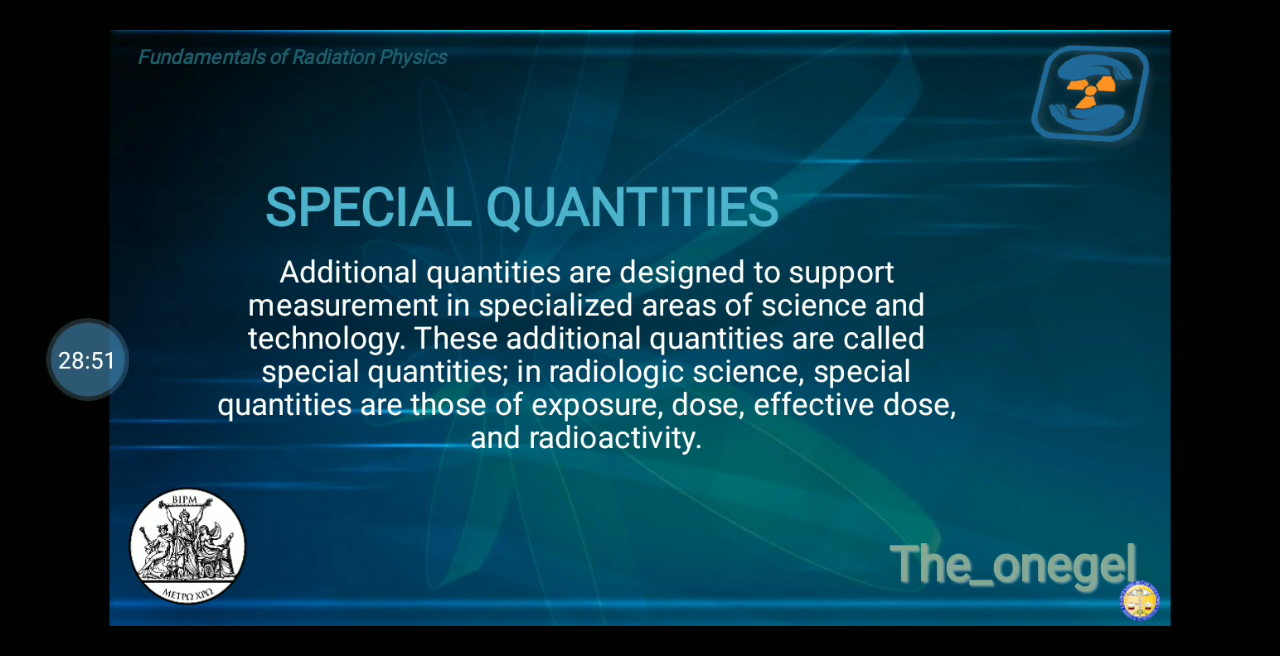 Fundamentals of Radiation Physics
SPECIAL QUANTITIES
Additional quantities are designed to support
measurement in specialized areas of science and
technology. These additional quantities are called
special quantities; in radiologic science, special
quantities are those of exposure, dose, effective dose,
and radioactivity.
28:51
BIPM
ΜΕΤΡΩ ΧΡΩ
The_onegel